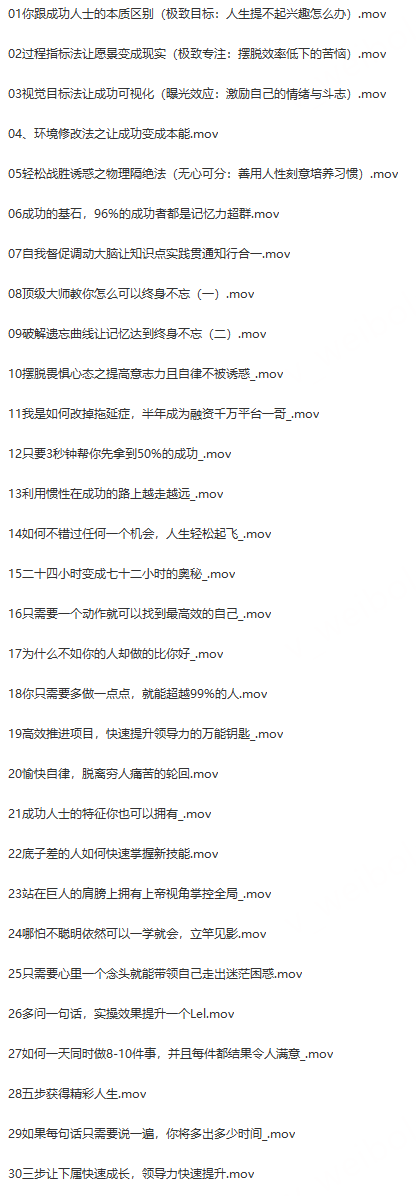 01你跟成功人士的本质区别（极致目标：人生提不起兴趣怎么办）.mov
02过程指标法让愿景变成现实（极致专注：摆脱效率低下的苦恼）.mov
03视觉目标法让成功可视化（曝光效应：激励自己的情绪与斗志）.mov
04、环境修改法之让成功变成本能.mov
05轻松战胜诱惑之物理隔绝法（无心可分：善用人性刻意培养习惯）.mov
06成功的基石，96%的成功者都是记忆力超群.mov
07自我督促调动大脑让知识点实践贯通知行合一.mov
08顶级大师教你怎么可以终身不忘（一）.mov
09破解遗忘曲线让记忆达到终身不忘（二）.mov
10摆脱畏惧心态之提高意志力且自律不被诱惑_.mov
11我是如何改掉拖延症，半年成为融资千万平台一哥_.mov
12只要3秒钟帮你先拿到50%的成功_.mov
13利用惯性在成功的路上越走越远_.mov
14如何不错过任何一个机会，人生轻松起飞_.mov
15二十四小时变成七十二小时的奥秘_.mov
16只需要一个动作就可以找到最高效的自己_.mov
17为什么不如你的人却做的比你好_.mov
18你只需要多做一点点，就能超越99%的人.mov
19高效推进项目，快速提升领导力的万能钥匙_.mov
20愉快自律，脱离穷人痛苦的轮回.mov
21成功人士的特征你也可以拥有_.mov
22底子差的人如何快速掌握新技能.mov
23站在巨人的肩膀上拥有上帝视角掌控全局_.mov
24哪怕不聪明依然可以一学就会，立竿见影.mov
25只需要心里一个念头就能带领自己走出迷茫困惑.mov
26多问一句话，实操效果提升一个Lel.mov
27如何一天同时做8-10件事，并且每件都结果令人满意_.mov
28五步获得精彩人生.mov
29如果每句话只需要说一遍，你将多出多少时间_.mov
30三步让下属快速成长，领导力快速提升.mov